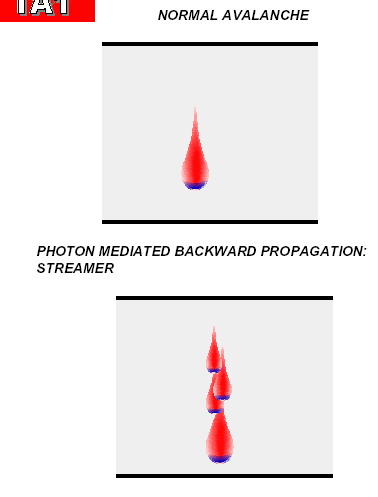 NORMAL AVALANCHE
PHOTON MEDIATED BACKWARD PROPAGATION:
STREAMER